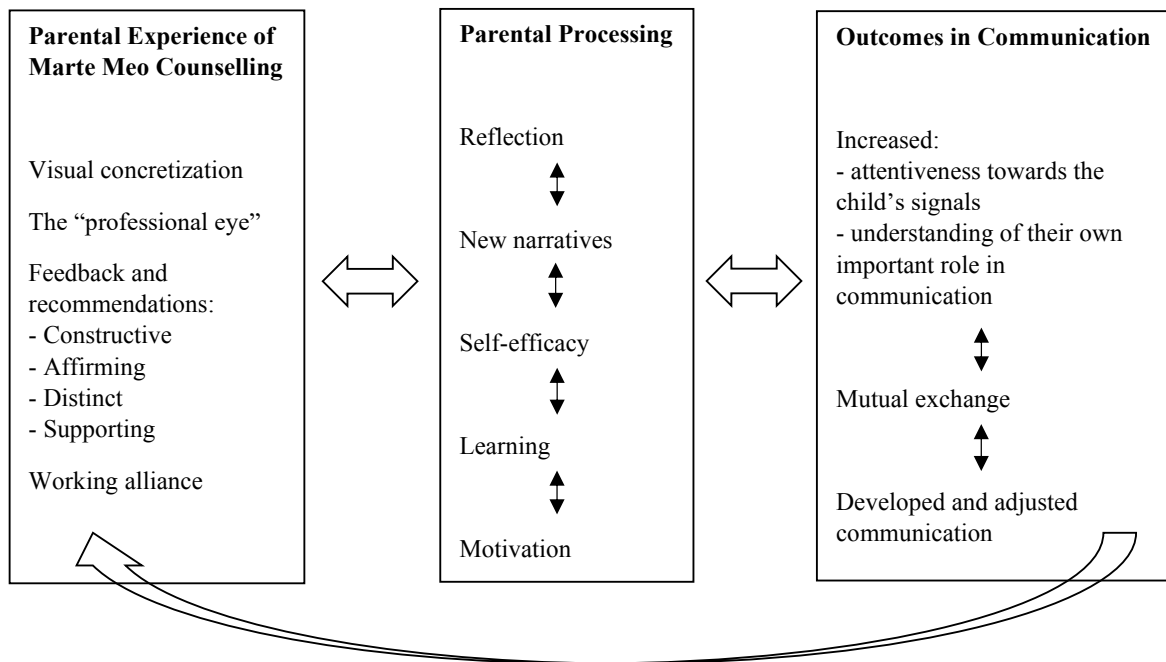 Parental Experience of
Marte Meo Counselling
Visual concretization
The “professional eye”
Feedback and
recommendations:
- Constructive
- Affirming
- Distinct
- Supporting
Working alliance
Parental Processing
Reflection
New narratives
Self-efficacy
Learning
Motivation
Outcomes in Communication
Increased:
- attentiveness towards the
child’s signals
- understanding of their own
important role in
communication
Mutual exchange
Developed and adjusted
communication